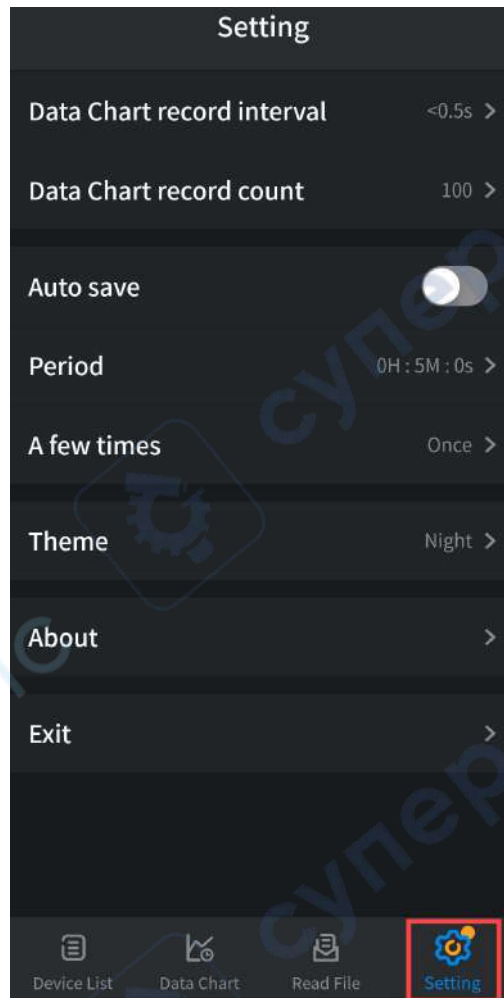 Setting
Data Chart record interval <0.5s >
Data Chart record count 100 >
Auto save
Period 0H : 5M : 0s >
A few times Once >
Theme Night >
About >
Exit >
Device List Data Chart Read File Setting